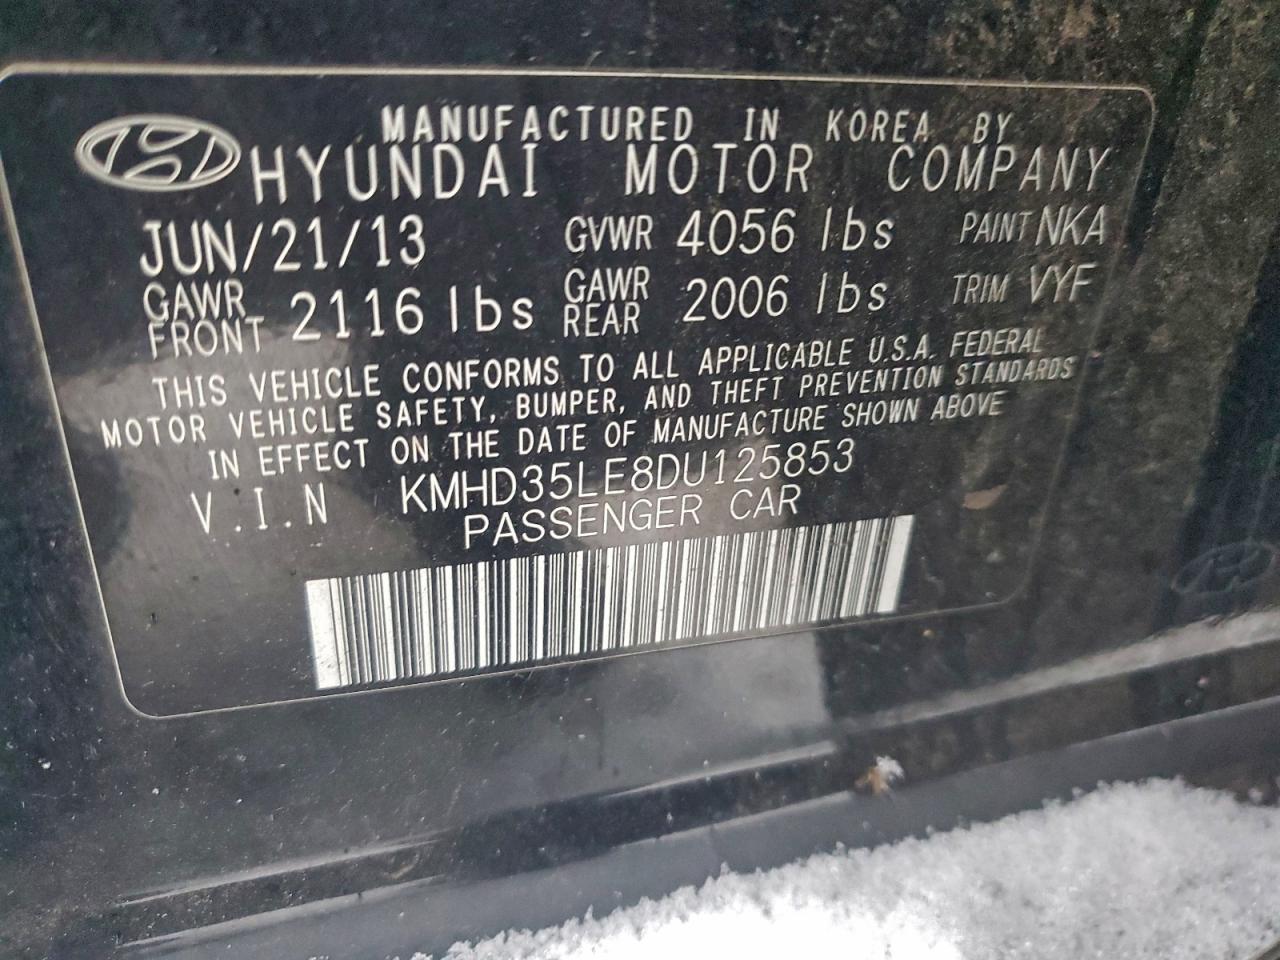 MANUFACTURED IN KOREA BY
HYUNDAI MOTOR COMPANY
JUN/21/13 GVWR 4056 lbs PAINT NKA
GAWR FRONT 2116 lbs GAWR REAR 2006 lbs TRIM VYF
THIS VEHICLE CONFORMS TO ALL APPLICABLE U.S.A. FEDERAL
MOTOR VEHICLE SAFETY, BUMPER, AND THEFT PREVENTION STANDARDS
IN EFFECT ON THE DATE OF MANUFACTURE SHOWN ABOVE
V.I.N KMHD35LE8DU125853
PASSENGER CAR